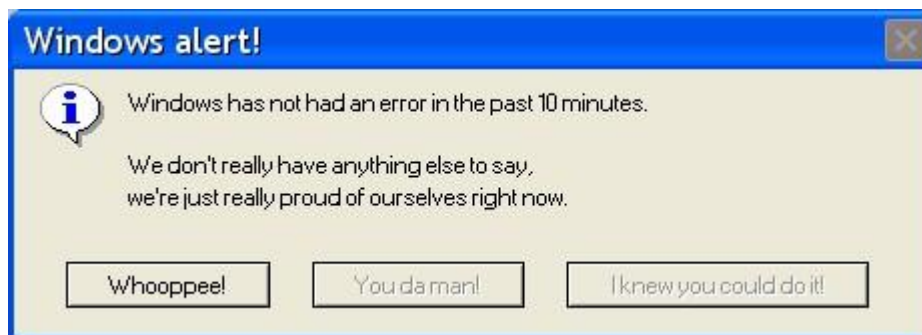 Windows alert!
Windows has not had an error in the past 10 minutes.
We don't really have anything else to say,
we're just really proud of ourselves right now.
Whooppee! You da man! I knew you could do it!